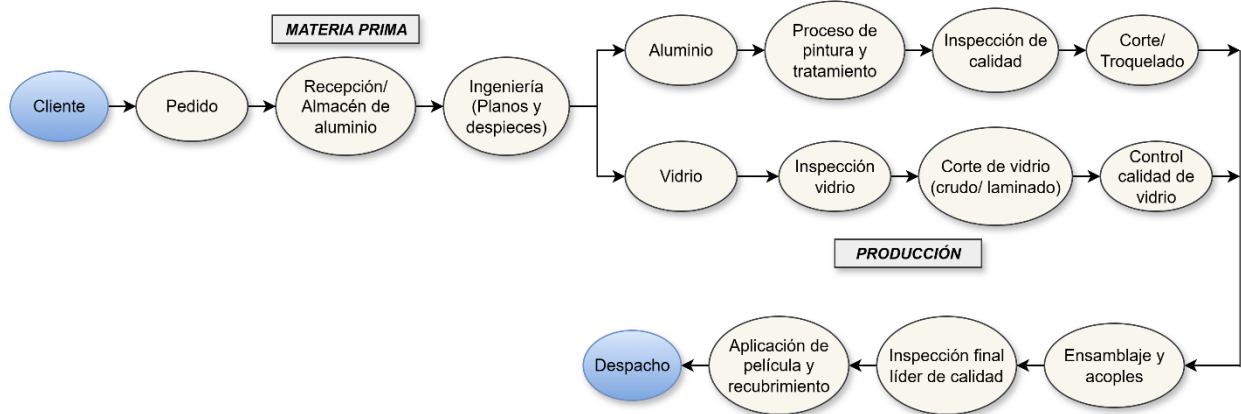 MATERIA PRIMA
Cliente
Pedido
Recepción/
Almacén de
aluminio
Ingeniería
(Planos y
despieces)
Aluminio
Proceso de
pintura y
tratamiento
Inspección de
calidad
Corte/
Troquelado
Vidrio
Inspección
vidrio
Corte de vidrio
(crudo/ laminado)
Control
calidad de
vidrio
PRODUCCIÓN
Despacho
Aplicación de
película y
recubrimiento
Inspección final
líder de calidad
Ensamblaje y
acoples